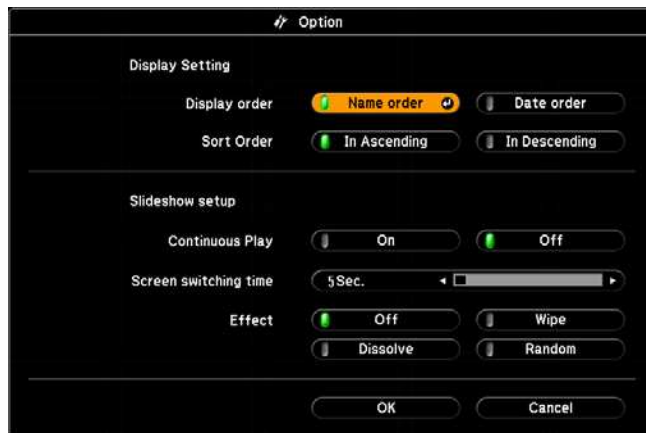 Option
Display Setting
Display order Name order Date order
Sort Order In Ascending In Descending
Slideshow setup
Continuous Play On Off
Screen switching time 5Sec.
Effect Off Wipe
Dissolve Random
OK Cancel